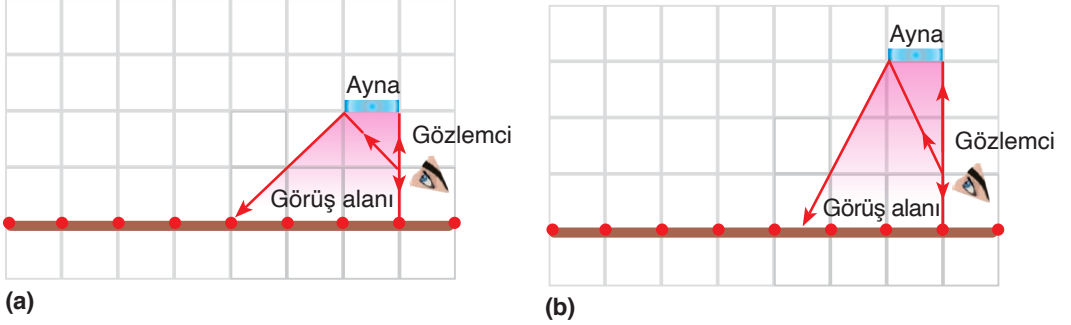 Ayna
Gözlemci
Görüş alanı
(a)
Ayna
Gözlemci
Görüş alanı
(b)